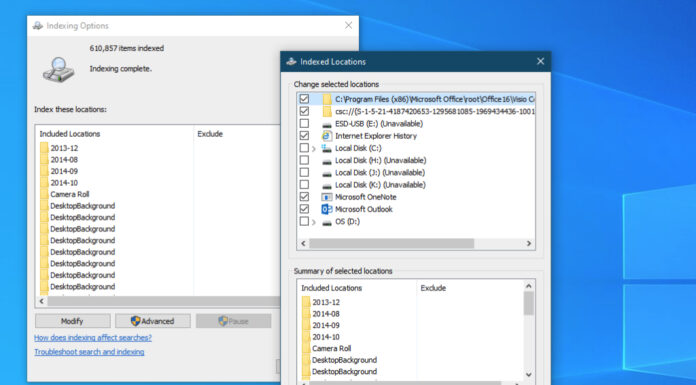 Indexing Options
610,857 items indexed
Indexing complete.
Index these locations:
Included Locations Exclude
2013-12
2014-08
2014-09
2014-10
Camera Roll
DesktopBackground
DesktopBackground
DesktopBackground
DesktopBackground
DesktopBackground
DesktopBackground
DesktopBackground
Modify Advanced Pause
How does indexing affect searches?
Troubleshoot search and indexing
Indexed Locations
Change selected locations
C:\Program Files (x86)\Microsoft Office\root\Office16\Visio Co
csc://{S-1-5-21-4187420653-1295681085-1969434436-1001
ESD-USB (E:) (Unavailable)
Internet Explorer History
Local Disk (C:)
Local Disk (H:) (Unavailable)
Local Disk (J:) (Unavailable)
Local Disk (K:) (Unavailable)
Microsoft OneNote
Microsoft Outlook
OS (D:)
Summary of selected locations
Included Locations Exclude
2013-12
2014-08
2014-09
2014-10
Camera Roll
DesktopBackground
DesktopBackground